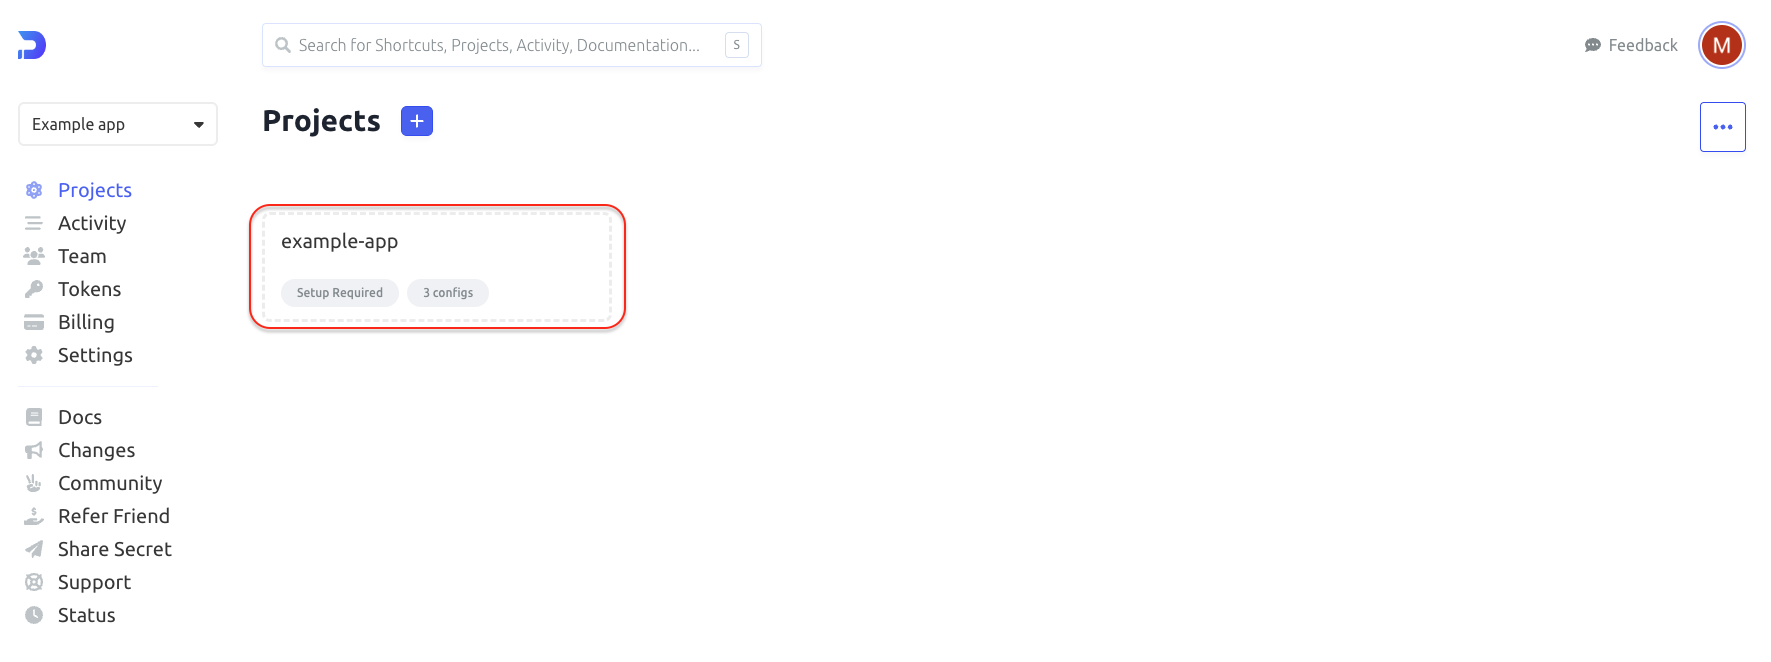 Search for Shortcuts, Projects, Activity, Documentation... S
Feedback
M
Example app
Projects +
Projects
Activity
Team
Tokens
Billing
Settings
example-app
Setup Required 3 configs
Docs
Changes
Community
Refer Friend
Share Secret
Support
Status